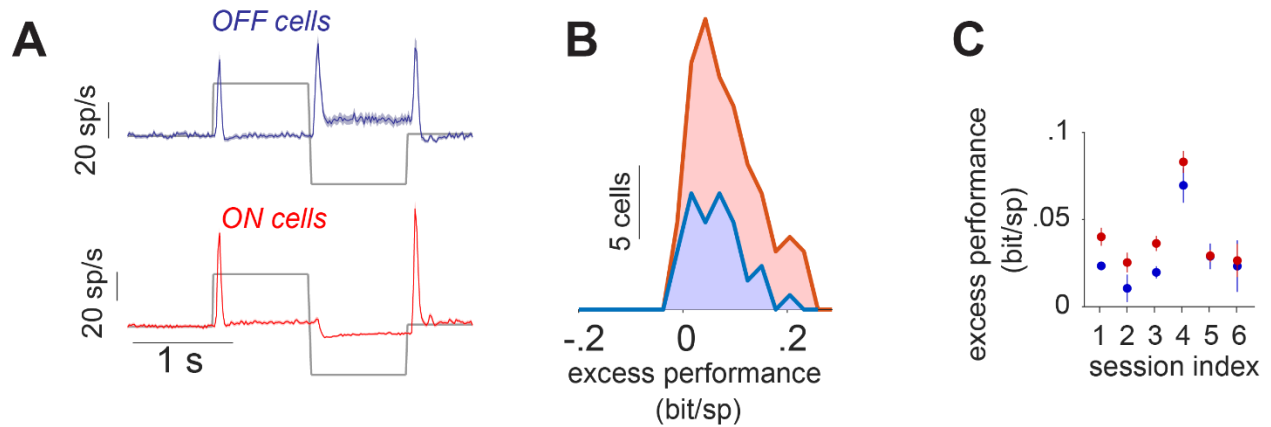 A
OFF cells
20 sp/s
ON cells
20 sp/s
1 s
B
5 cells
-.2 0 .2
excess performance
(bit/sp)
C
excess performance
(bit/sp)
.1
.05
0
1 2 3 4 5 6
session index